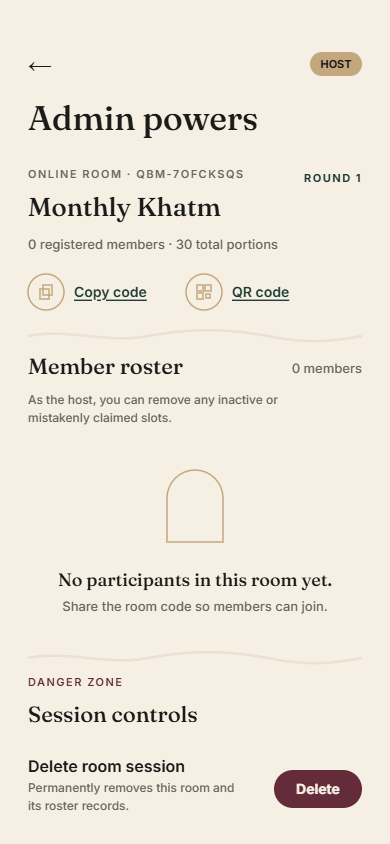 HOST
Admin powers
ONLINE ROOM · QBM-7OFCKSQS
ROUND 1
Monthly Khatm
0 registered members · 30 total portions
Copy code
QR code
Member roster
0 members
As the host, you can remove any inactive or
mistakenly claimed slots.
No participants in this room yet.
Share the room code so members can join.
DANGER ZONE
Session controls
Delete room session
Permanently removes this room and
its roster records.
Delete